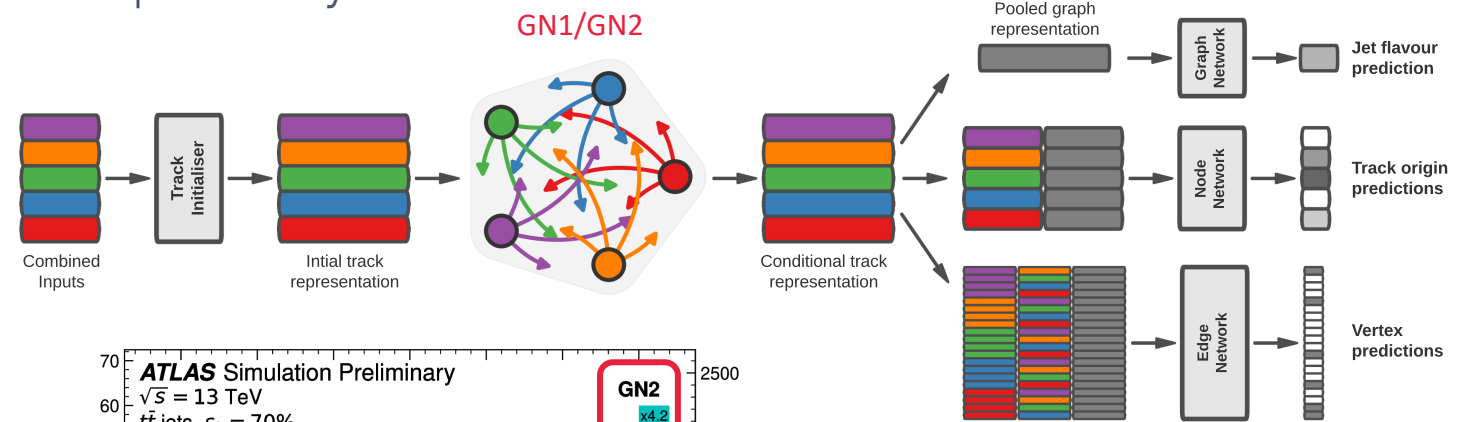 GN1/GN2
Pooled graph
representation
Graph
Network
Jet flavour
prediction
Track
Initialiser
Node
Network
Track origin
predictions
Combined
Inputs
Intial track
representation
Conditional track
representation
Edge
Network
Vertex
predictions
70
ATLAS Simulation Preliminary
√s = 13 TeV
60
GN2
x4.2
2500